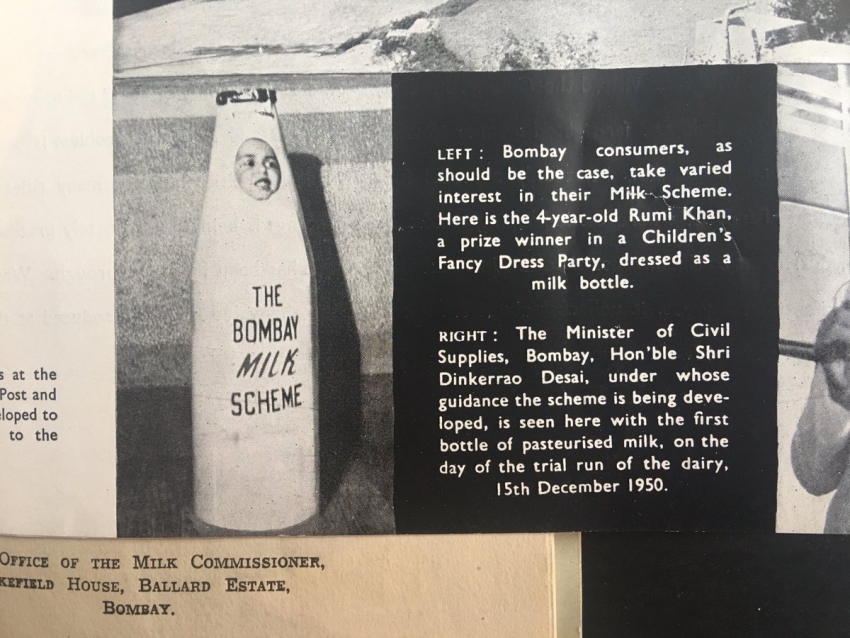 THE
BOMBAY
MILK
SCHEME
LEFT : Bombay consumers, as
should be the case, take varied
interest in their Milk Scheme.
Here is the 4-year-old Rumi Khan,
a prize winner in a Children's
Fancy Dress Party, dressed as a
milk bottle.
RIGHT : The Minister of Civil
Supplies, Bombay, Hon'ble Shri
Dinkerrao Desai, under whose
guidance the scheme is being deve-
loped, is seen here with the first
bottle of pasteurised milk, on the
day of the trial run of the dairy,
15th December 1950.
at the
Post and
to
to the
OFFICE OF THE MILK COMMISSIONER,
HOUSE, BALLARD ESTATE,
BOMBAY.